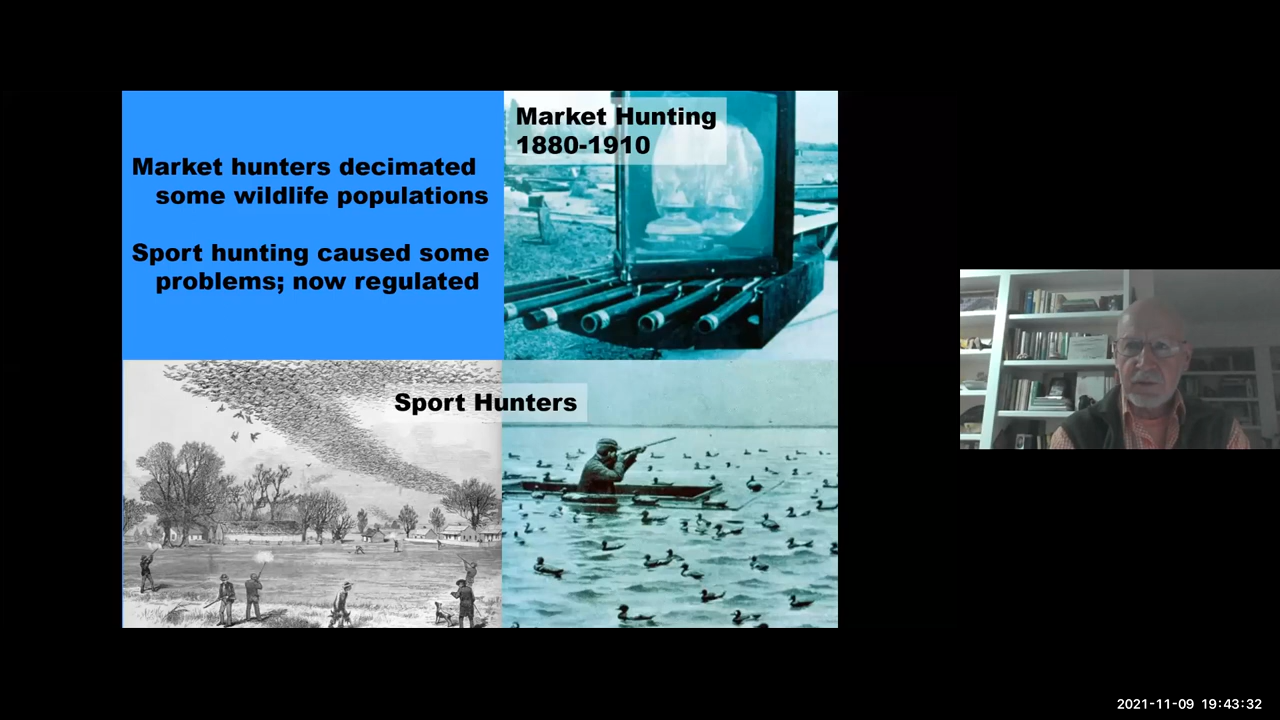 Market hunters decimated
some wildlife populations
Sport hunting caused some
problems; now regulated
Market Hunting
1880-1910
Sport Hunters
2021-11-09 19:43:32